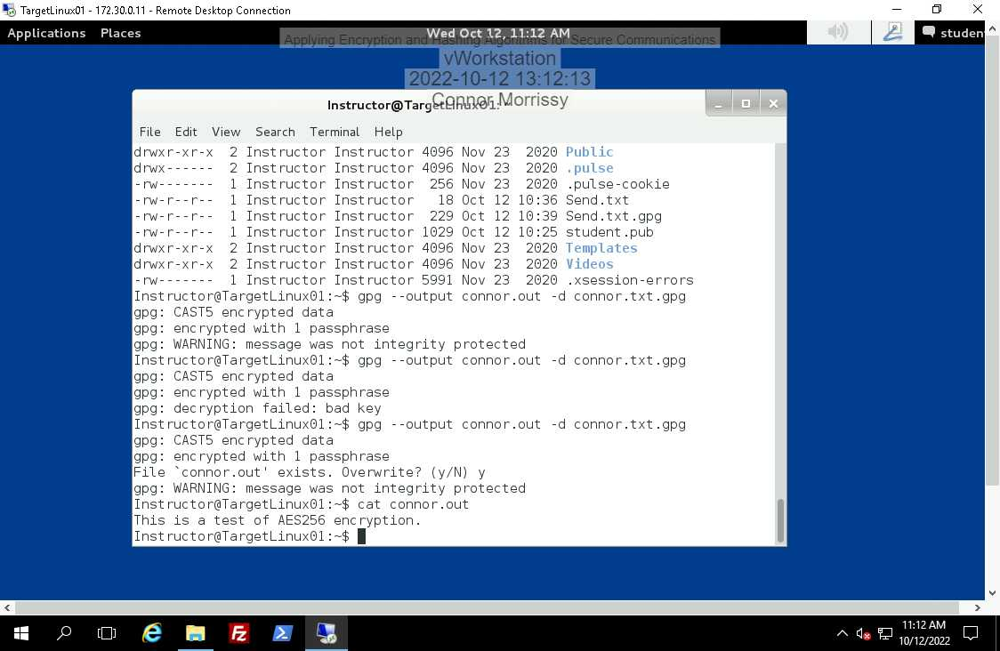 TargetLinux01 - 172.30.0.11 - Remote Desktop Connection
Applications Places Wed Oct 12, 11:12 AM studen
Applying Encryption and Hashing Algorithms for Secure Communications
vWorkstation
2022-10-12 13:12:13
Connor Morrissy
Instructor@TargetLinux01: ~
File Edit View Search Terminal Help
drwxr-xr-x 2 Instructor Instructor 4096 Nov 23 2020 Public
drwx------ 2 Instructor Instructor 4096 Nov 23 2020 .pulse
-rw------- 1 Instructor Instructor 256 Nov 23 2020 .pulse-cookie
-rw-r--r-- 1 Instructor Instructor 18 Oct 12 10:36 Send.txt
-rw-r--r-- 1 Instructor Instructor 229 Oct 12 10:39 Send.txt.gpg
-rw-r--r-- 1 Instructor Instructor 1029 Oct 12 10:25 student.pub
drwxr-xr-x 2 Instructor Instructor 4096 Nov 23 2020 Templates
drwxr-xr-x 2 Instructor Instructor 4096 Nov 23 2020 Videos
-rw------- 1 Instructor Instructor 5991 Nov 23 2020 .xsession-errors
Instructor@TargetLinux01:~$ gpg --output connor.out -d connor.txt.gpg
gpg: CAST5 encrypted data
gpg: encrypted with 1 passphrase
gpg: WARNING: message was not integrity protected
Instructor@TargetLinux01:~$ gpg --output connor.out -d connor.txt.gpg
gpg: CAST5 encrypted data
gpg: encrypted with 1 passphrase
gpg: decryption failed: bad key
Instructor@TargetLinux01:~$ gpg --output connor.out -d connor.txt.gpg
gpg: CAST5 encrypted data
gpg: encrypted with 1 passphrase
File `connor.out' exists. Overwrite? (y/N) y
gpg: WARNING: message was not integrity protected
Instructor@TargetLinux01:~$ cat connor.out
This is a test of AES256 encryption.
Instructor@TargetLinux01:~$
11:12 AM
10/12/2022